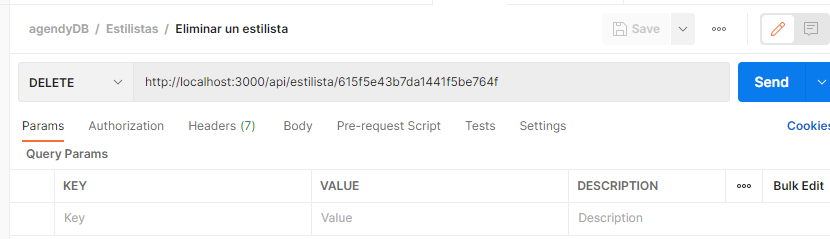 agendyDB / Estilistas / Eliminar un estilista
Save
DELETE
http://localhost:3000/api/estilista/615f5e43b7da1441f5be764f
Send
Params Authorization Headers (7) Body Pre-request Script Tests Settings Cookies
Query Params
KEY VALUE DESCRIPTION Bulk Edit
Key Value Description